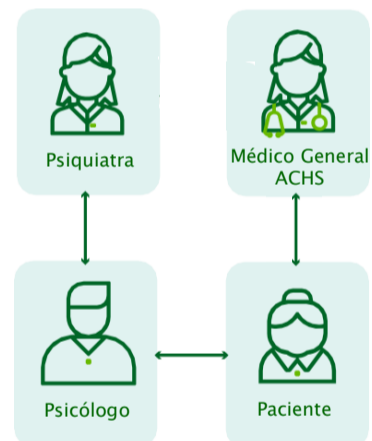 Psiquiatra
Médico General
ACHS
Psicólogo
Paciente